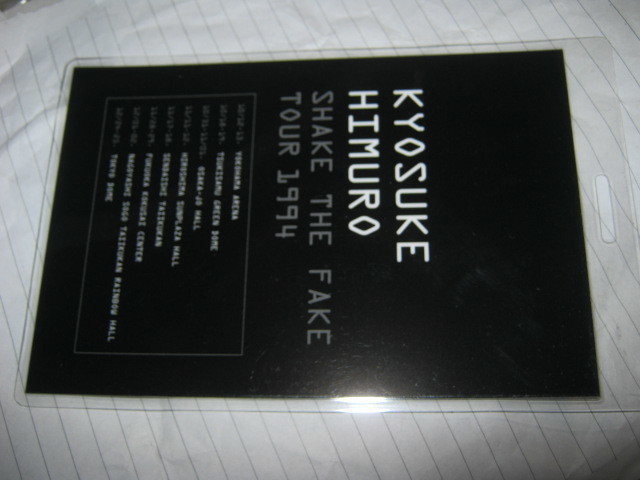 KYOSUKE
HIMURO
SHAKE THE FAKE
TOUR 1994
YOKOHAMA ARENA
TSUKISAMU GREEN DOME
OSAKA-JO HALL
HIROSHIMA SUNPLAZA HALL
SENDAISHI TAIIKUKAN
FUKUOKA KOKUSAI CENTER
NAGOYASHI SOGO TAIIKUKAN RAINBOW HALL
TOKYO DOME